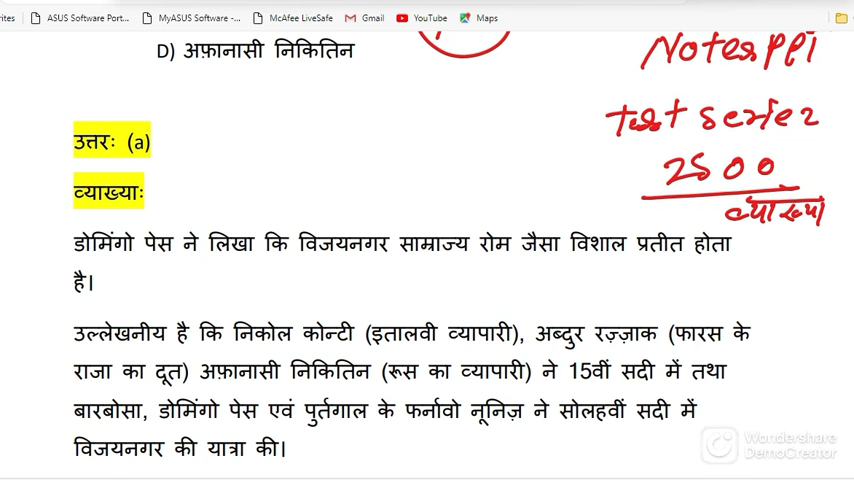 rites ASUS Software Port... MyASUS Software -... McAfee LiveSafe Gmail YouTube Maps
D) अफ़ानासी निकितिन
Notes PPI
Test series
2500
व्याख्या
उत्तरः (a)
व्याख्याः
डोमिंगो पेस ने लिखा कि विजयनगर साम्राज्य रोम जैसा विशाल प्रतीत होता
है।
उल्लेखनीय है कि निकोल कोन्टी (इतालवी व्यापारी), अब्दुर रज़्ज़ाक (फारस के
राजा का दूत) अफ़ानासी निकितिन (रूस का व्यापारी) ने 15वीं सदी में तथा
बारबोसा, डोमिंगो पेस एवं पुर्तगाल के फर्नावो नूनिज़ ने सोलहवीं सदी में
विजयनगर की यात्रा की।
Wondershare
DemoCreator